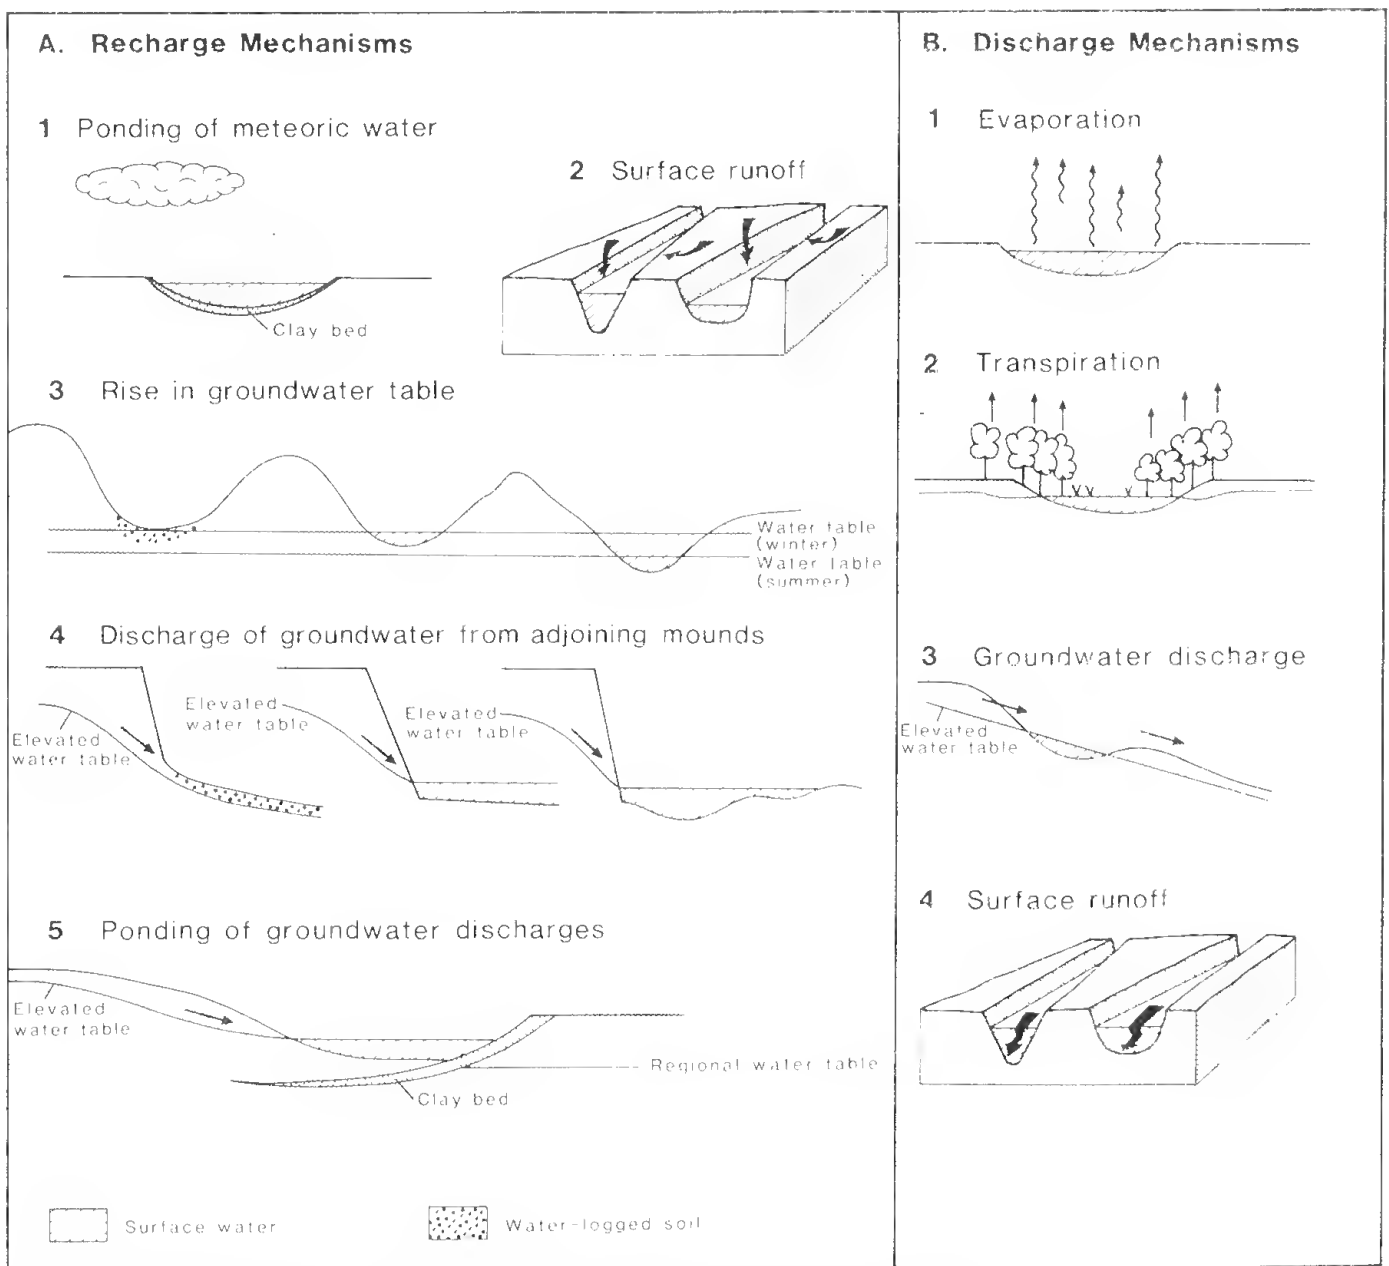 A. Recharge Mechanisms
1 Ponding of meteoric water
Clay bed
2 Surface runoff
3 Rise in groundwater table
Water table
(winter)
Water table
(summer)
4 Discharge of groundwater from adjoining mounds
Elevated
water table
Elevated
water table
Elevated
water table
5 Ponding of groundwater discharges
Elevated
water table
Regional water table
Clay bed
Surface water
Water-logged soil
B. Discharge Mechanisms
1 Evaporation
2 Transpiration
3 Groundwater discharge
Elevated
water table
4 Surface runoff